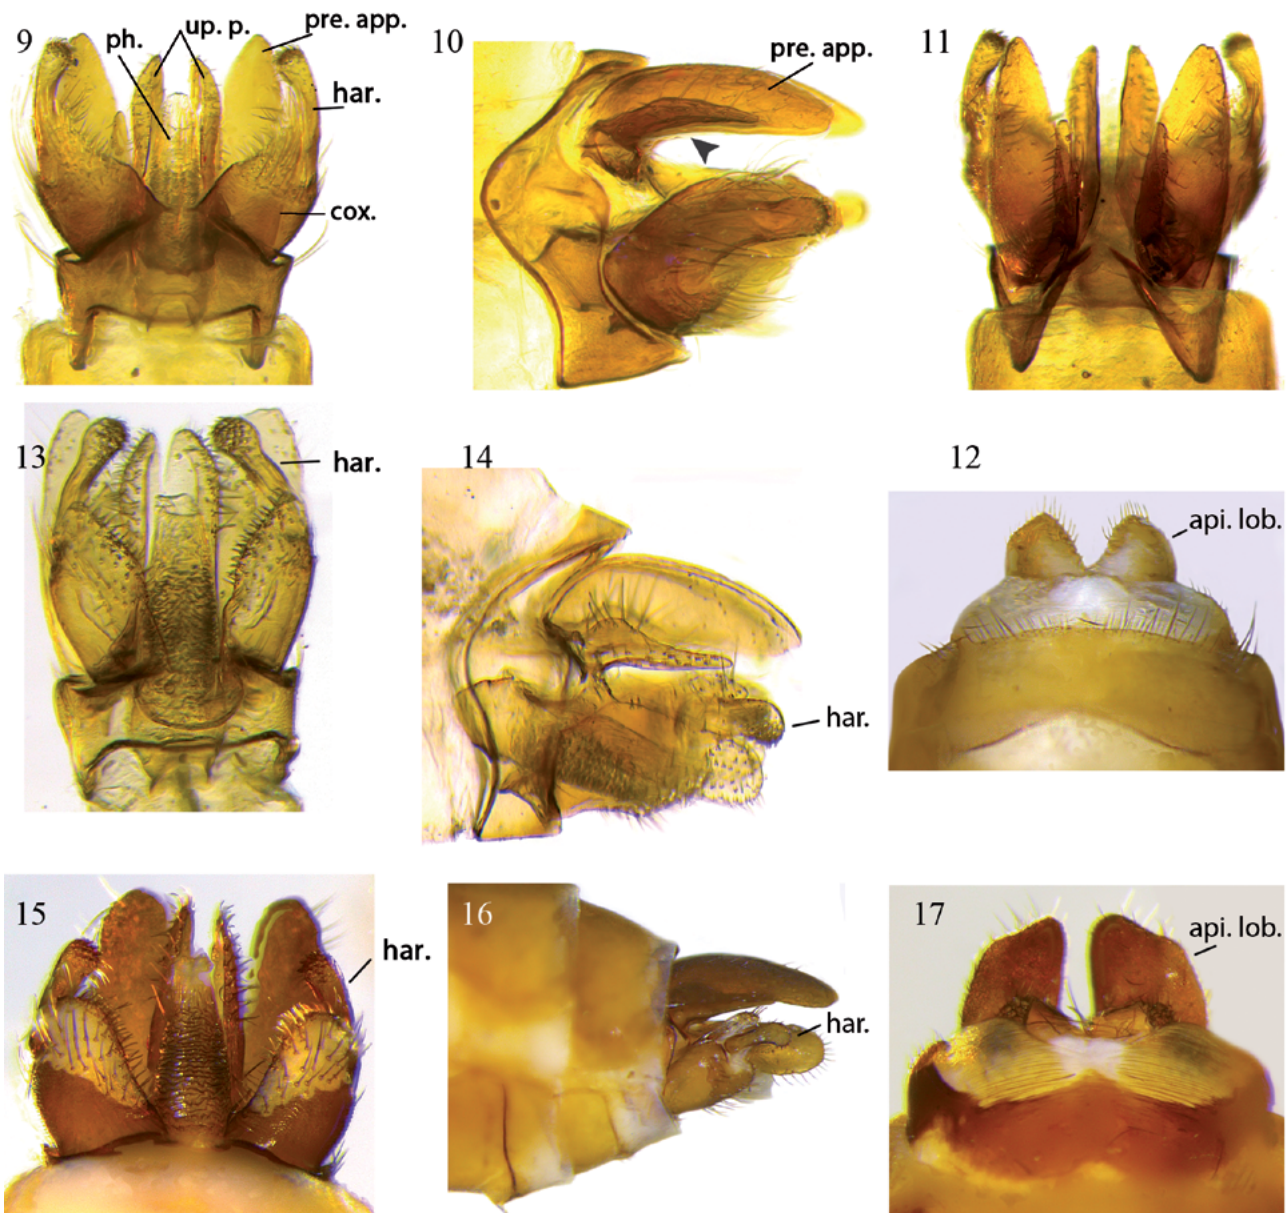 9
ph.
up. p.
pre. app.
har.
cox.
10
pre. app.
11
13
har.
14
har.
12
api. lob.
15
har.
16
har.
17
api. lob.